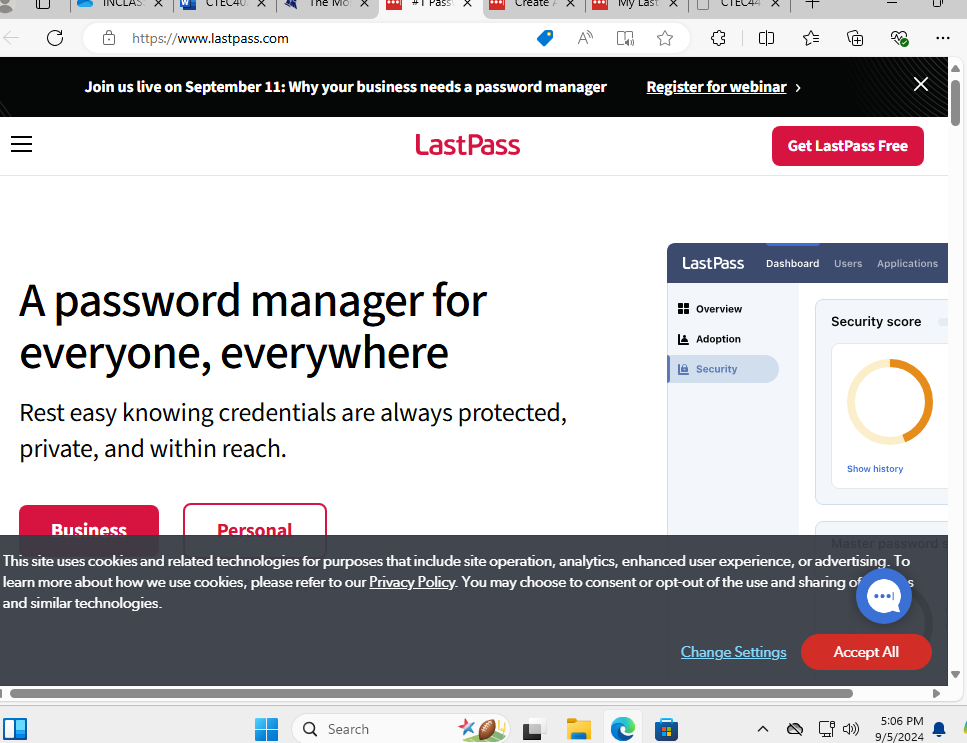 INCLAS
CTEC40
The Mo
#1 Pass
Create A
My Last
CTEC44
https://www.lastpass.com
Join us live on September 11: Why your business needs a password manager
Register for webinar
LastPass
Get LastPass Free
A password manager for
everyone, everywhere
Rest easy knowing credentials are always protected,
private, and within reach.
Business
Personal
LastPass
Dashboard
Users
Applications
Overview
Adoption
Security
Security score
Show history
Master password
This site uses cookies and related technologies for purposes that include site operation, analytics, enhanced user experience, or advertising. To
learn more about how we use cookies, please refer to our Privacy Policy. You may choose to consent or opt-out of the use and sharing of
and similar technologies.
Change Settings
Accept All
Search
5:06 PM
9/5/2024